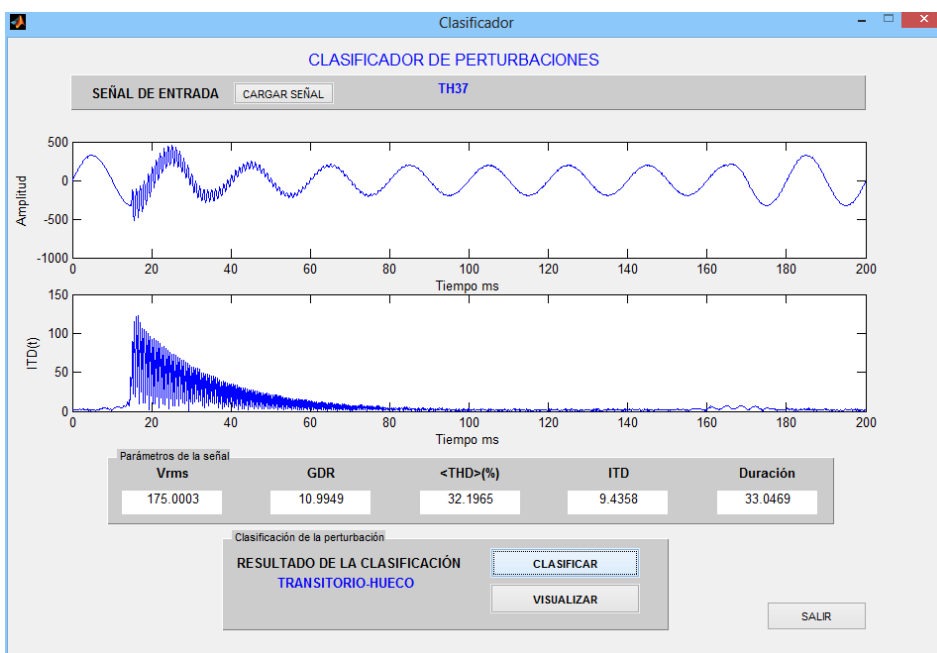 Clasificador
CLASIFICADOR DE PERTURBACIONES
SEÑAL DE ENTRADA CARGAR SEÑAL TH37
500
0
-500
-1000
Amplitud
0 20 40 60 80 100 120 140 160 180 200
Tiempo ms
150
100
50
0
ITD(t)
0 20 40 60 80 100 120 140 160 180 200
Tiempo ms
Parámetros de la señal
Vrms GDR <THD>(%) ITD Duración
175.0003 10.9949 32.1965 9.4358 33.0469
Clasificación de la perturbación
RESULTADO DE LA CLASIFICACIÓN CLASIFICAR
TRANSITORIO-HUECO
VISUALIZAR
SALIR